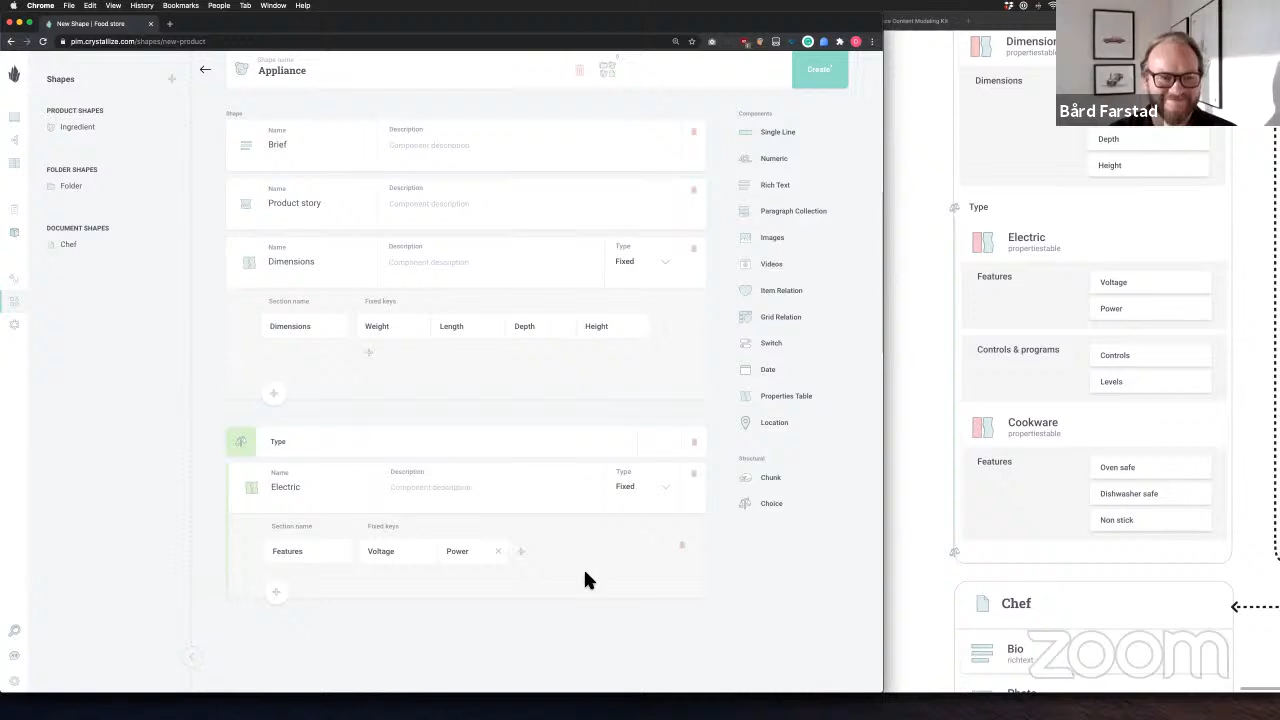 Chrome File Edit View History Bookmarks People Tab Window Help
New Shape | Food store
ce Content Modeling Kit
pim.crystallize.com/shapes/new-product
Shapes
PRODUCT SHAPES
Ingredient
FOLDER SHAPES
Folder
DOCUMENT SHAPES
Chef
Shape name
Appliance
Create
Shape
Name
Brief
Description
Component description
Name
Product story
Description
Component description
Name
Dimensions
Description
Component description
Type
Fixed
Section name
Fixed keys
Dimensions
Weight
Length
Depth
Height
Type
Name
Electric
Description
Component description
Type
Fixed
Section name
Fixed keys
Features
Voltage
Power
Components
Single Line
Numeric
Rich Text
Paragraph Collection
Images
Videos
Item Relation
Grid Relation
Switch
Date
Properties Table
Location
Structural
Chunk
Choice
Dimension
Dimensions
Depth
Height
Type
Electric
propertiestable
Features
Voltage
Power
Controls & programs
Controls
Levels
Cookware
propertiestable
Features
Oven safe
Dishwasher safe
Non stick
Chef
Bio
richtext
Photo
Bård Farstad
zoom